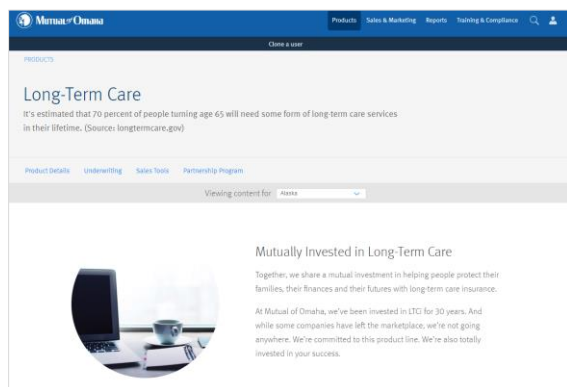 Mutual of Omaha
Products Sales & Marketing Reports Training & Compliance
Clone a user
PRODUCTS
Long-Term Care
It's estimated that 70 percent of people turning age 65 will need some form of long-term care services
in their lifetime. (Source: longtermcare.gov)
Product Details Underwriting Sales Tools Partnership Program
Viewing content for Alaska
Mutually Invested in Long-Term Care
Together, we share a mutual investment in helping people protect their
families, their finances and their futures with long-term care insurance.
At Mutual of Omaha, we've been invested in LTC for 30 years. And
while some companies have left the marketplace, we're not going
anywhere. We're committed to this product line. We're also totally
invested in your success.